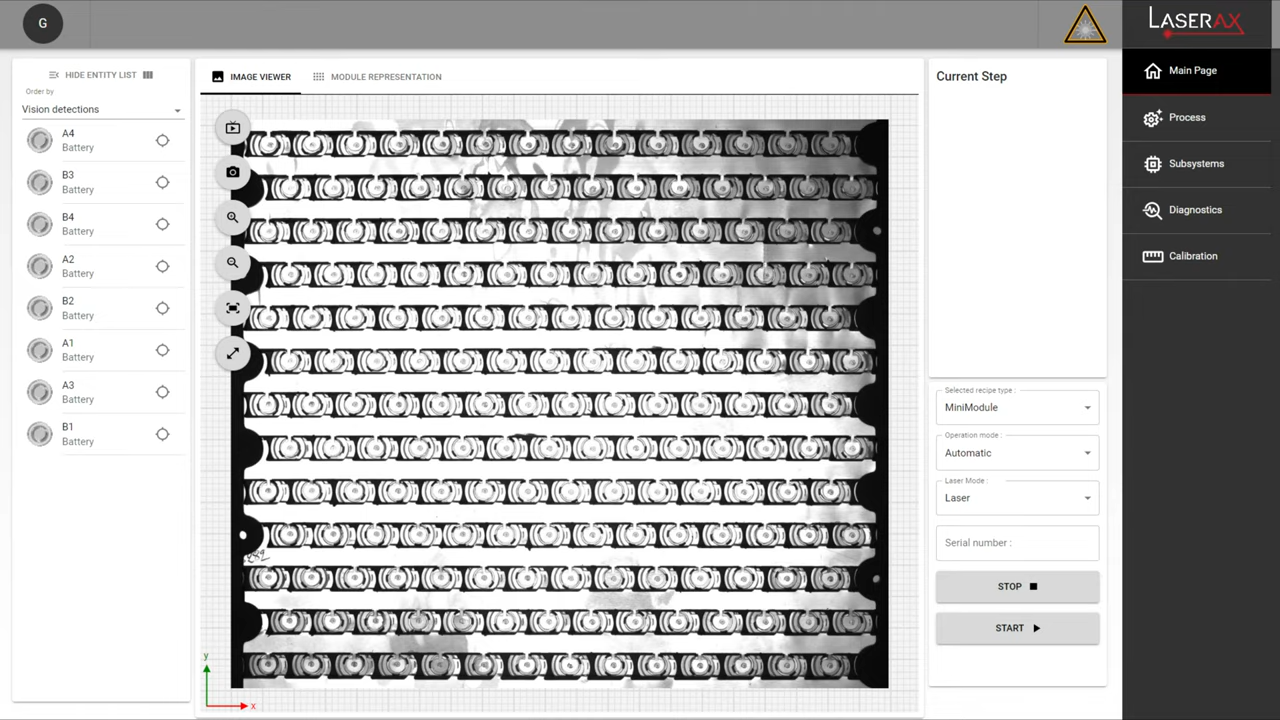 G
LASERAX
HIDE ENTITY LIST
Order by
Vision detections
A4
Battery
B3
Battery
B4
Battery
A2
Battery
B2
Battery
A1
Battery
A3
Battery
B1
Battery
IMAGE VIEWER
MODULE REPRESENTATION
y
x
Current Step
Selected recipe type :
MiniModule
Operation mode :
Automatic
Laser Mode :
Laser
Serial number :
STOP
START
Main Page
Process
Subsystems
Diagnostics
Calibration